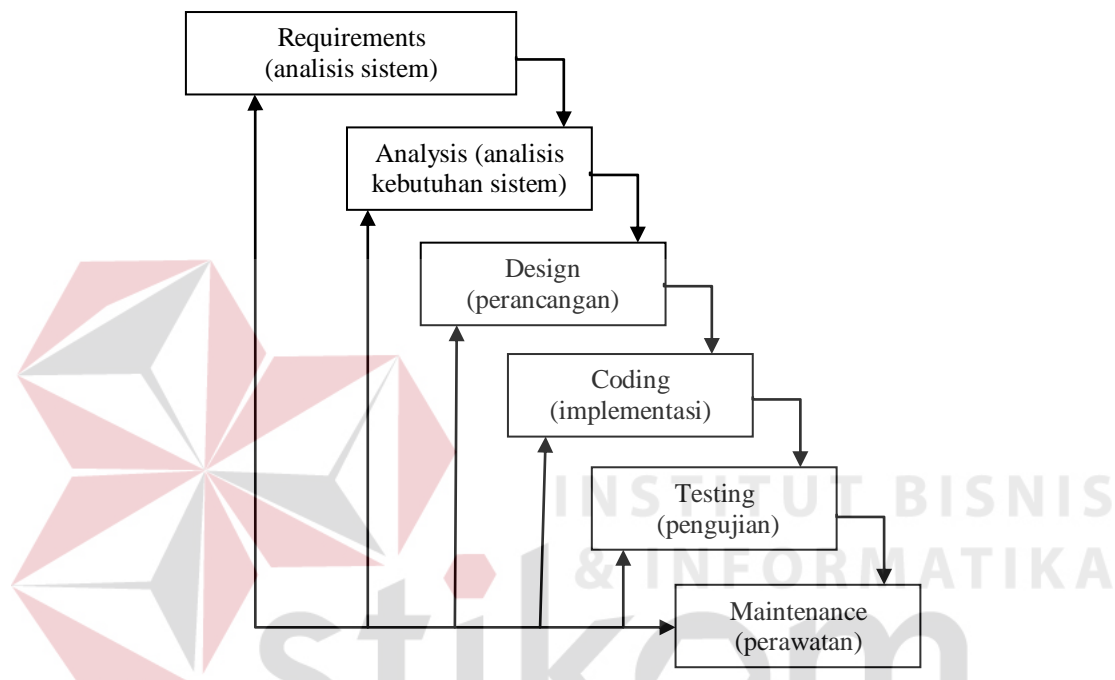 Requirements
(analisis sistem)
Analysis (analisis
kebutuhan sistem)
Design
(perancangan)
Coding
(implementasi)
Testing
(pengujian)
Maintenance
(perawatan)
INSTITUT BISNIS
& INFORMATIKA
stikom